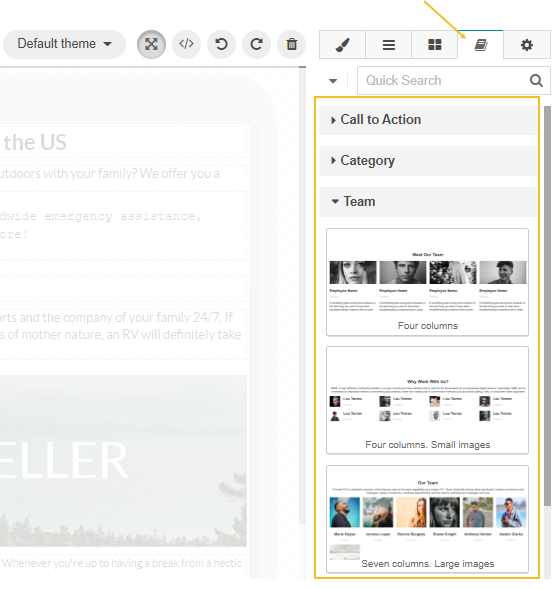 Default theme
Quick Search
the US
utdoors with your family? We offer you a
dwide emergency assistance,
ore!
orts and the company of your family 24/7. If
s of mother nature, an RV will definitely take
ELLER
Whenever you're up to having a break from a hectic
Call to Action
Category
Team
Meet Our Team
Employee Name Employee Name Employee Name Employee Name
Four columns
Why Work With Us?
Lou Torres Lou Torres Lou Torres Lou Torres
Lou Torres Lou Torres Lou Torres Lou Torres
Four columns. Small images
Our Team
Marie Hayes Jerome Lopez Dennis Burgess Shane Knight Anthony Horton Austin Clarke
Seven columns. Large images